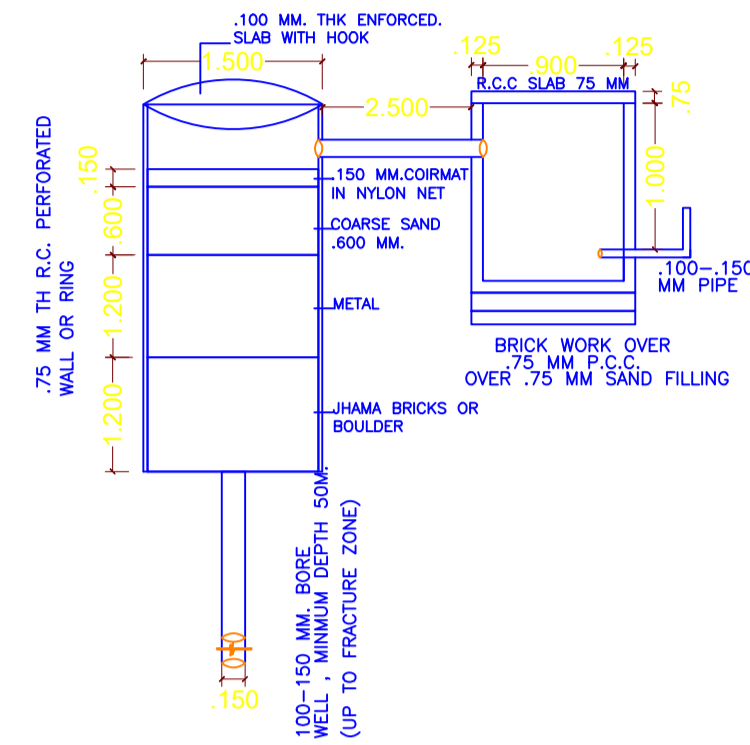 .100 MM. THK ENFORCED.
SLAB WITH HOOK
1.500
.125
.900
.125
R.C.C SLAB 75 MM
.75
2.500
1.000
.75 MM TH R.C. PERFORATED
WALL OR RING
.150
.600
1.200
1.200
.150 MM.COIRMAT
IN NYLON NET
COARSE SAND
.600 MM.
METAL
JHAMA BRICKS OR
BOULDER
.100-.150
MM PIPE
BRICK WORK OVER
.75 MM P.C.C.
OVER .75 MM SAND FILLING
100-150 MM. BORE
WELL , MINMUM DEPTH 50M.
(UP TO FRACTURE ZONE)
.150